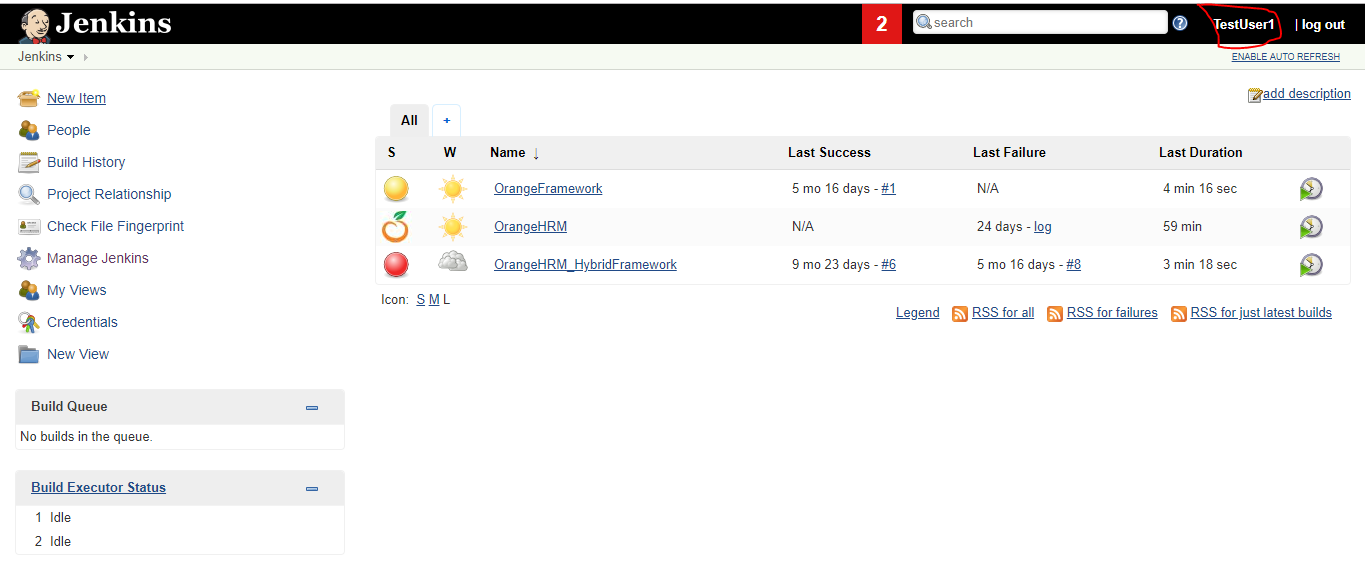 Jenkins
2 search ? TestUser1 | log out
Jenkins
ENABLE AUTO REFRESH
New Item
People
Build History
Project Relationship
Check File Fingerprint
Manage Jenkins
My Views
Credentials
New View
Build Queue
No builds in the queue.
Build Executor Status
1 Idle
2 Idle
add description
All +
S W Name ↓ Last Success Last Failure Last Duration
OrangeFramework 5 mo 16 days - #1 N/A 4 min 16 sec
OrangeHRM N/A 24 days - log 59 min
OrangeHRM_HybridFramework 9 mo 23 days - #6 5 mo 16 days - #8 3 min 18 sec
Icon: S M L
Legend RSS for all RSS for failures RSS for just latest builds